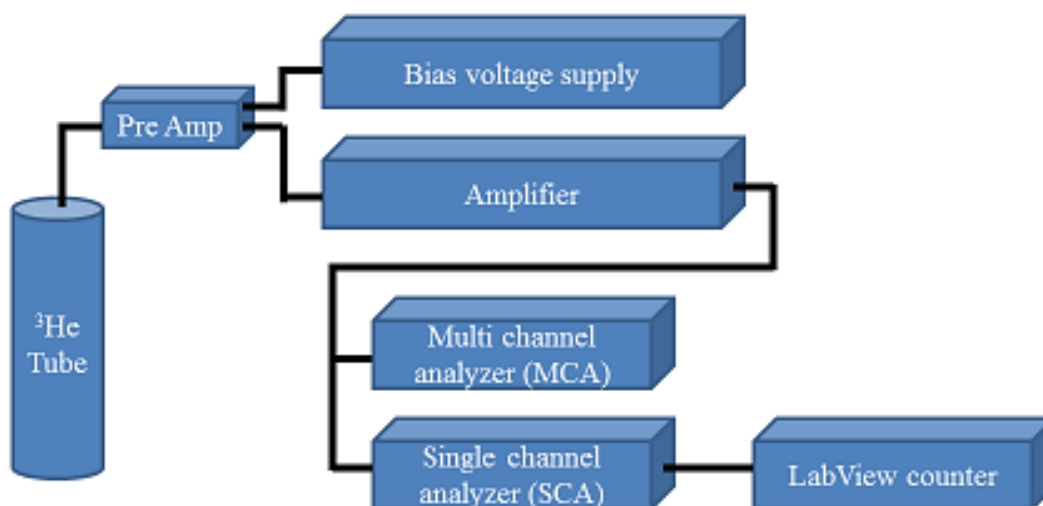 Bias voltage supply
Pre Amp
Amplifier
³He
Tube
Multi channel
analyzer (MCA)
Single channel
analyzer (SCA)
LabView counter